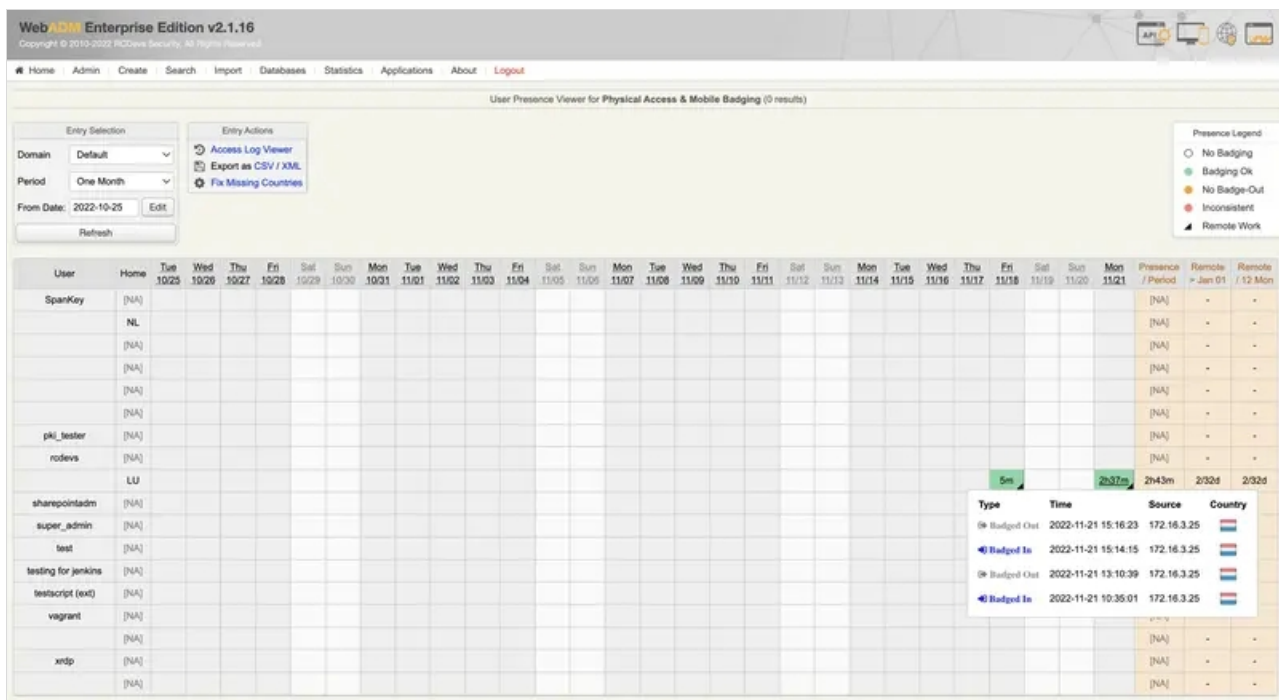 WebADM Enterprise Edition v2.1.16
Copyright © 2010-2022 RCDevs Security, All Rights Reserved
API
Home Admin Create Search Import Databases Statistics Applications About Logout
User Presence Viewer for Physical Access & Mobile Badging (0 results)
Entry Selection
Domain Default
Period One Month
From Date: 2022-10-25 Edit
Refresh
Entry Actions
Access Log Viewer
Export as CSV / XML
Fix Missing Countries
Presence Legend
No Badging
Badging Ok
No Badge-Out
Inconsistent
Remote Work
User Home Tue 10/25 Wed 10/26 Thu 10/27 Fri 10/28 Sat 10/29 Sun 10/30 Mon 10/31 Tue 11/01 Wed 11/02 Thu 11/03 Fri 11/04 Sat 11/05 Sun 11/06 Mon 11/07 Tue 11/08 Wed 11/09 Thu 11/10 Fri 11/11 Sat 11/12 Sun 11/13 Mon 11/14 Tue 11/15 Wed 11/16 Thu 11/17 Fri 11/18 Sat 11/19 Sun 11/20 Mon 11/21 Presence / Period Remote > Jan 01 Remote / 12 Mon
SpanKey [NA] [NA] - -
NL [NA] - -
[NA] [NA] - -
[NA] [NA] - -
[NA] [NA] - -
[NA] [NA] - -
pki_tester [NA] [NA] - -
rcdevs [NA] [NA] - -
LU 5m 2h37m 2h43m 2/32d 2/32d
sharepointadm [NA]
super_admin [NA]
test [NA]
testing for jenkins [NA]
testscript (ext) [NA]
vagrant [NA]
[NA] [NA] - -
xrdp [NA] [NA] - -
[NA] [NA] - -
Type Time Source Country
Badged Out 2022-11-21 15:16:23 172.16.3.25
Badged In 2022-11-21 15:14:15 172.16.3.25
Badged Out 2022-11-21 13:10:39 172.16.3.25
Badged In 2022-11-21 10:35:01 172.16.3.25